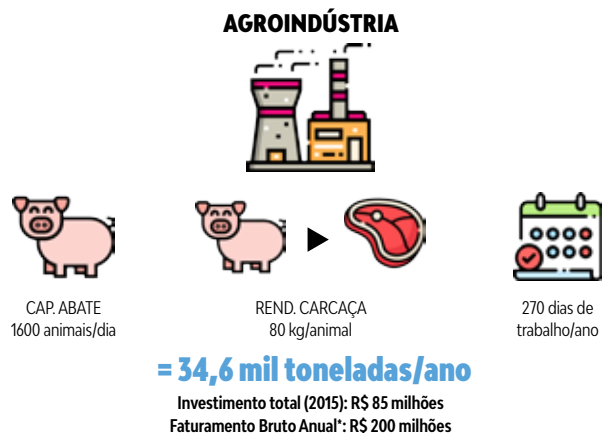 AGROINDÚSTRIA
CAP. ABATE
1600 animais/dia
REND. CARCAÇA
80 kg/animal
270 dias de
trabalho/ano
= 34,6 mil toneladas/ano
Investimento total (2015): R$ 85 milhões
Faturamento Bruto Anual*: R$ 200 milhões